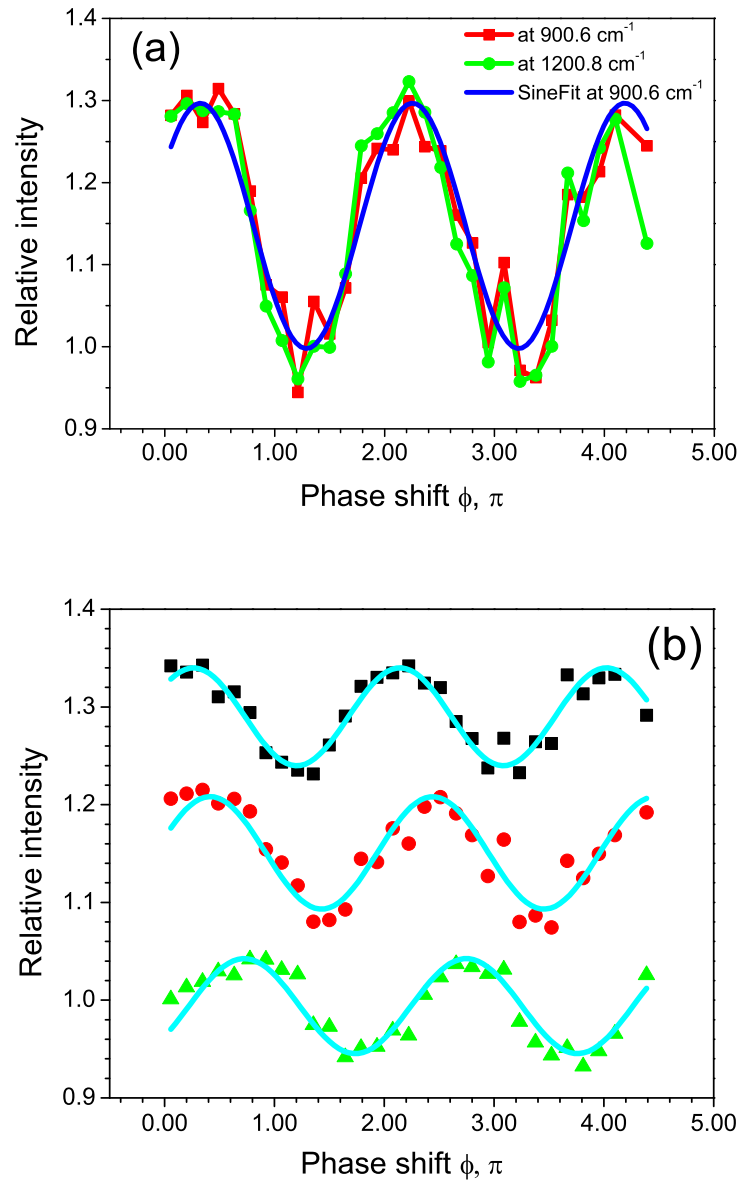 (a)
at 900.6 cm⁻¹
at 1200.8 cm⁻¹
SineFit at 900.6 cm⁻¹
Relative intensity
1.4
1.3
1.2
1.1
1.0
0.9
0.00 1.00 2.00 3.00 4.00 5.00
Phase shift ϕ, π
(b)
Relative intensity
1.4
1.3
1.2
1.1
1.0
0.9
0.00 1.00 2.00 3.00 4.00 5.00
Phase shift ϕ, π